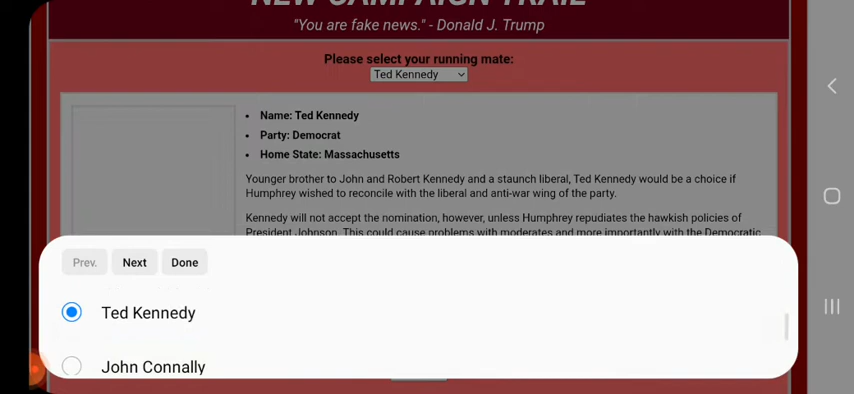 NEW CAMPAIGN TRAIL
"You are fake news." - Donald J. Trump
Please select your running mate:
Ted Kennedy
Name: Ted Kennedy
Party: Democrat
Home State: Massachusetts
Younger brother to John and Robert Kennedy and a staunch liberal, Ted Kennedy would be a choice if
Humphrey wished to reconcile with the liberal and anti-war wing of the party.
Kennedy will not accept the nomination, however, unless Humphrey repudiates the hawkish policies of
President Johnson. This could cause problems with moderates and more importantly with the Democratic
Prev.
Next
Done
Ted Kennedy
John Connally